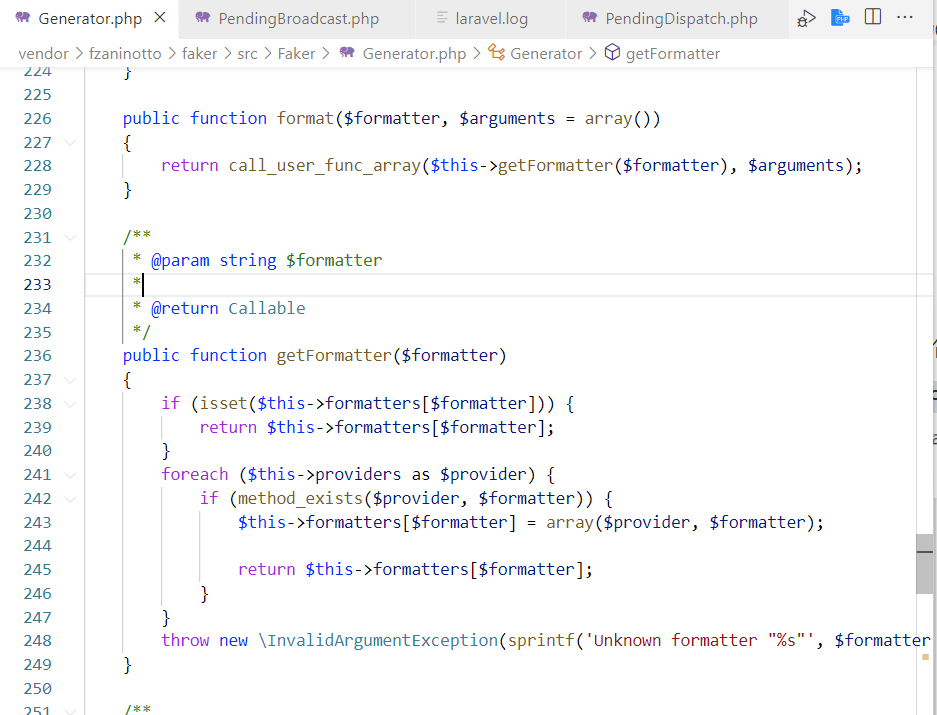 Generator.php × PendingBroadcast.php laravel.log PendingDispatch.php
vendor > fzaninotto > faker > src > Faker > Generator.php > Generator > getFormatter
224 }
225
226 public function format($formatter, $arguments = array())
227 {
228 return call_user_func_array($this->getFormatter($formatter), $arguments);
229 }
230
231 /**
232 * @param string $formatter
233 *
234 * @return Callable
235 */
236 public function getFormatter($formatter)
237 {
238 if (isset($this->formatters[$formatter])) {
239 return $this->formatters[$formatter];
240 }
241 foreach ($this->providers as $provider) {
242 if (method_exists($provider, $formatter)) {
243 $this->formatters[$formatter] = array($provider, $formatter);
244
245 return $this->formatters[$formatter];
246 }
247 }
248 throw new \InvalidArgumentException(sprintf('Unknown formatter "%s"', $formatter
249 }
250
251 /**